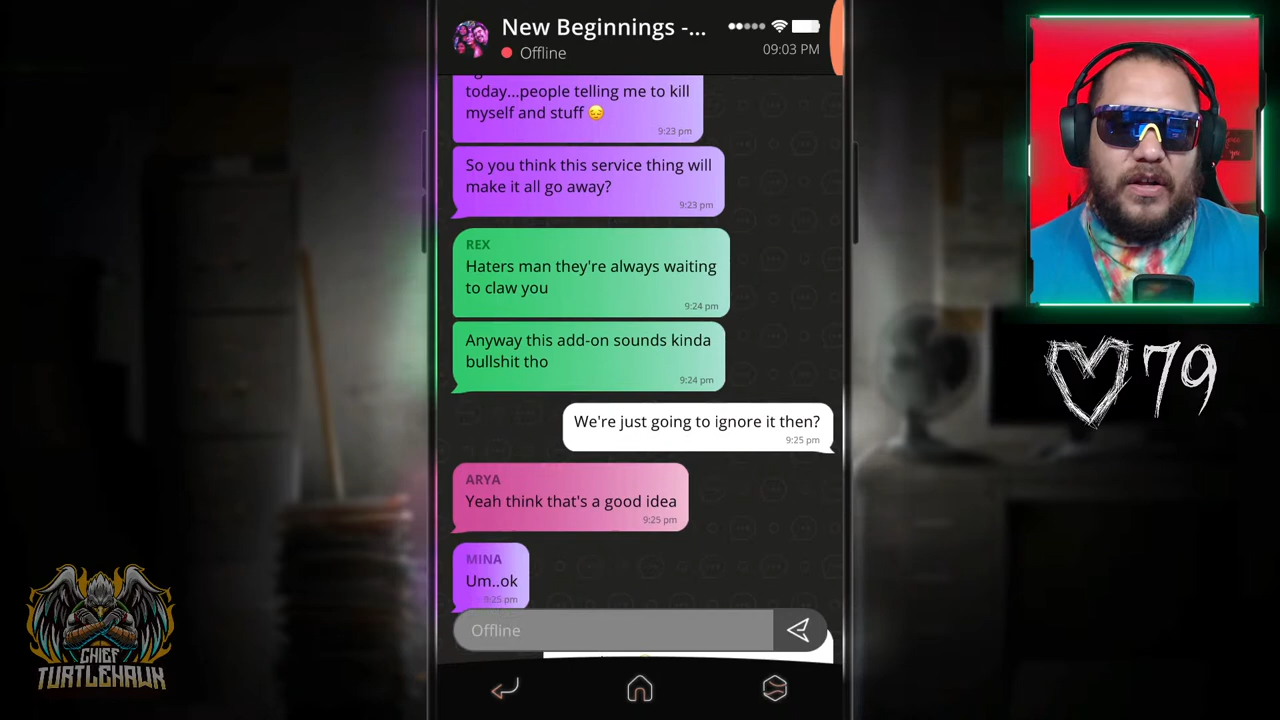 New Beginnings -...
Offline
09:03 PM
today...people telling me to kill
myself and stuff 😔
9:23 pm
So you think this service thing will
make it all go away?
9:23 pm
REX
Haters man they're always waiting
to claw you
9:24 pm
Anyway this add-on sounds kinda
bullshit tho
9:24 pm
We're just going to ignore it then?
9:25 pm
ARYA
Yeah think that's a good idea
9:25 pm
MINA
Um..ok
9:25 pm
Offline
79
CHIEF
TURTLEHAWK